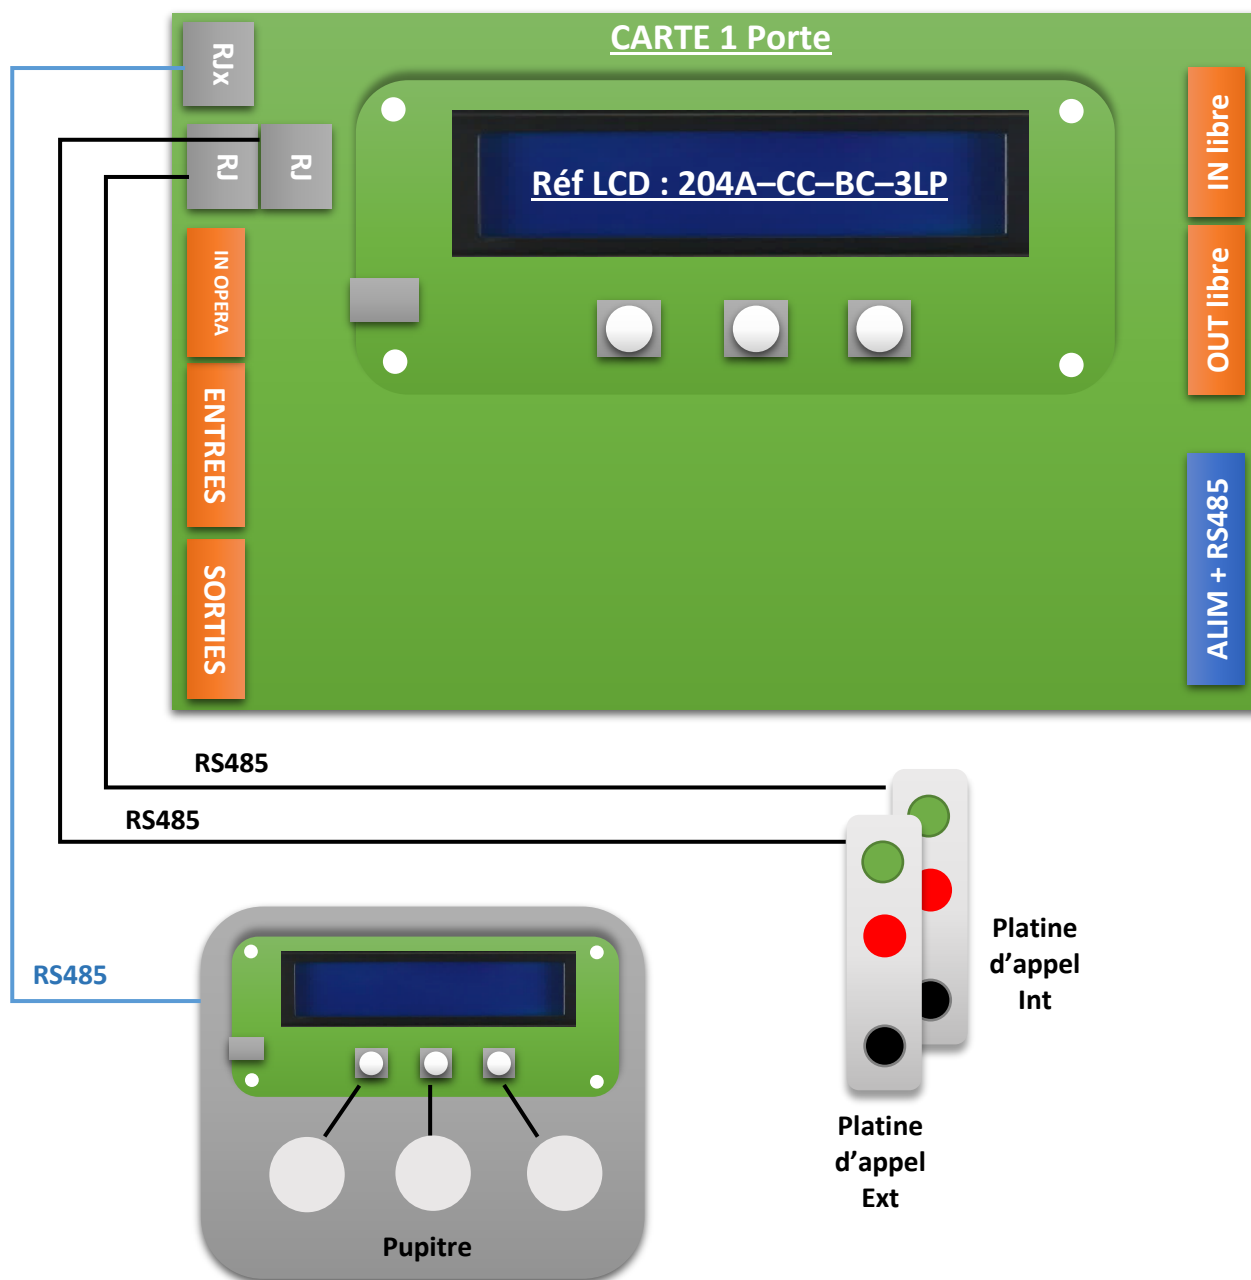 CARTE 1 Porte
RJx
RJ
RJ
Réf LCD : 204A–CC–BC–3LP
IN libre
OUT libre
IN OPERA
ENTREES
SORTIES
ALIM + RS485
RS485
RS485
RS485
Platine
d’appel
Int
Platine
d’appel
Ext
Pupitre